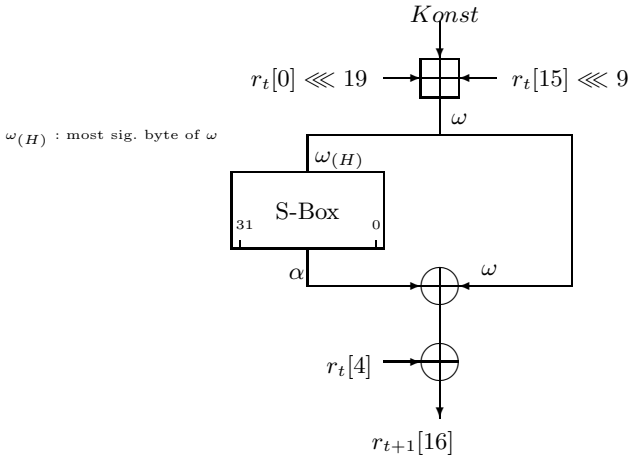 Konst
r_t[0] ⋘ 19
r_t[15] ⋘ 9
ω
ω_(H) : most sig. byte of ω
ω_(H)
S-Box
31
0
α
ω
r_t[4]
r_{t+1}[16]